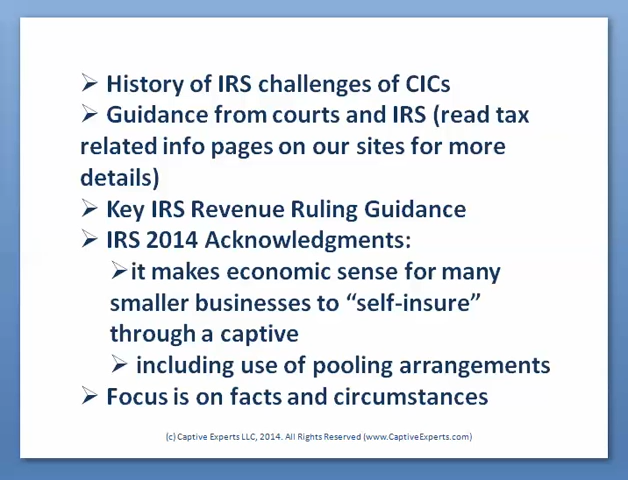 ➢ History of IRS challenges of CICs
➢ Guidance from courts and IRS (read tax
related info pages on our sites for more
details)
➢ Key IRS Revenue Ruling Guidance
➢ IRS 2014 Acknowledgments:
➢it makes economic sense for many
smaller businesses to “self-insure”
through a captive
➢ including use of pooling arrangements
➢ Focus is on facts and circumstances
(c) Captive Experts LLC, 2014. All Rights Reserved (www.CaptiveExperts.com)